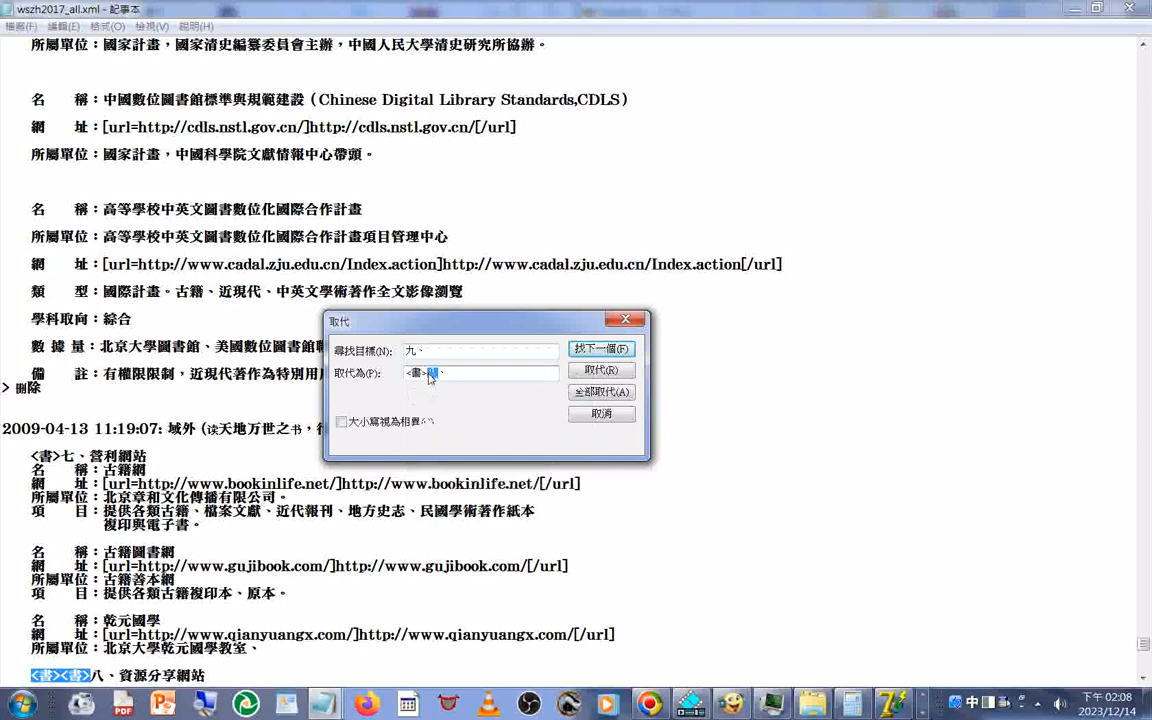 wszh2017_all.xml - 記事本
檔案(F) 編輯(E) 格式(O) 檢視(V) 說明(H)
所屬單位：國家計畫，國家清史編纂委員會主辦，中國人民大學清史研究所協辦。
名　　稱：中國數位圖書館標準與規範建設（Chinese Digital Library Standards,CDLS）
網　　址：[url=http://cdls.nstl.gov.cn/]http://cdls.nstl.gov.cn/[/url]
所屬單位：國家計畫，中國科學院文獻情報中心帶頭。
名　　稱：高等學校中英文圖書數位化國際合作計畫
所屬單位：高等學校中英文圖書數位化國際合作計畫項目管理中心
網　　址：[url=http://www.cadal.zju.edu.cn/Index.action]http://www.cadal.zju.edu.cn/Index.action[/url]
類　　型：國際計畫。古籍、近現代、中英文學術著作全文影像瀏覽
學科取向：綜合
數 據 量：北京大學圖書館、美國數位圖書館
備　　註：有權限限制，近現代著作作為特別用
> 刪除
2009-04-13 11:19:07: 域外 (读天地万世之书，
<書>七、營利網站
名　　稱：古籍網
網　　址：[url=http://www.bookinlife.net/]http://www.bookinlife.net/[/url]
所屬單位：北京章和文化傳播有限公司。
項　　目：提供各類古籍、檔案文獻、近代報刊、地方史志、民國學術著作紙本
複印與電子書。
名　　稱：古籍圖書網
網　　址：[url=http://www.gujibook.com/]http://www.gujibook.com/[/url]
所屬單位：古籍善本網
項　　目：提供各類古籍複印本、原本。
名　　稱：乾元國學
網　　址：[url=http://www.qianyuangx.com/]http://www.qianyuangx.com/[/url]
所屬單位：北京大學乾元國學教室、
<書><書>八、資源分享網站
取代
尋找目標(N): 九、
找下一個(F)
取代為(P): <書>
取代(R)
全部取代(A)
大小寫視為相異
取消
中
下午 02:08
2023/12/14